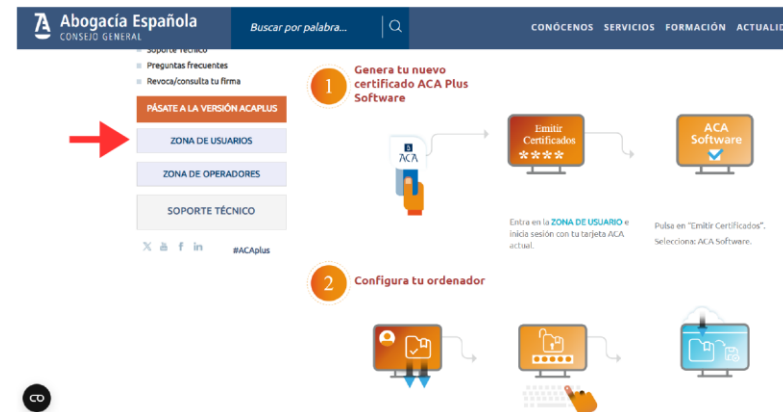 Abogacía Española
CONSEJO GENERAL
Buscar por palabra...
CONÓCENOS SERVICIOS FORMACIÓN ACTUALID
Soporte Técnico
Preguntas frecuentes
Revoca/consulta tu firma
PÁSATE A LA VERSIÓN ACAPLUS
ZONA DE USUARIOS
ZONA DE OPERADORES
SOPORTE TÉCNICO
#ACAplus
1
Genera tu nuevo
certificado ACA Plus
Software
ACA
Emitir
Certificados
****
ACA
Software
Entra en la ZONA DE USUARIO e
inicia sesión con tu tarjeta ACA
actual.
Pulsa en "Emitir Certificados".
Selecciona: ACA Software.
2
Configura tu ordenador